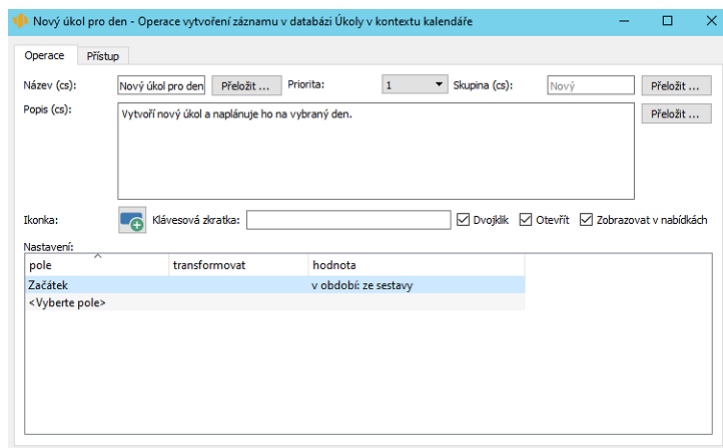 Nový úkol pro den - Operace vytvoření záznamu v databázi Úkoly v kontextu kalendáře
Operace Přístup
Název (cs): Nový úkol pro den Přeložit ... Priorita: 1 Skupina (cs): Nový Přeložit ...
Popis (cs): Vytvoří nový úkol a naplánuje ho na vybraný den. Přeložit ...
Ikonka: Klávesová zkratka: Dvojklik Otevřít Zobrazovat v nabídkách
Nastavení:
pole transformovat hodnota
Začátek v období: ze sestavy
<Vyberte pole>